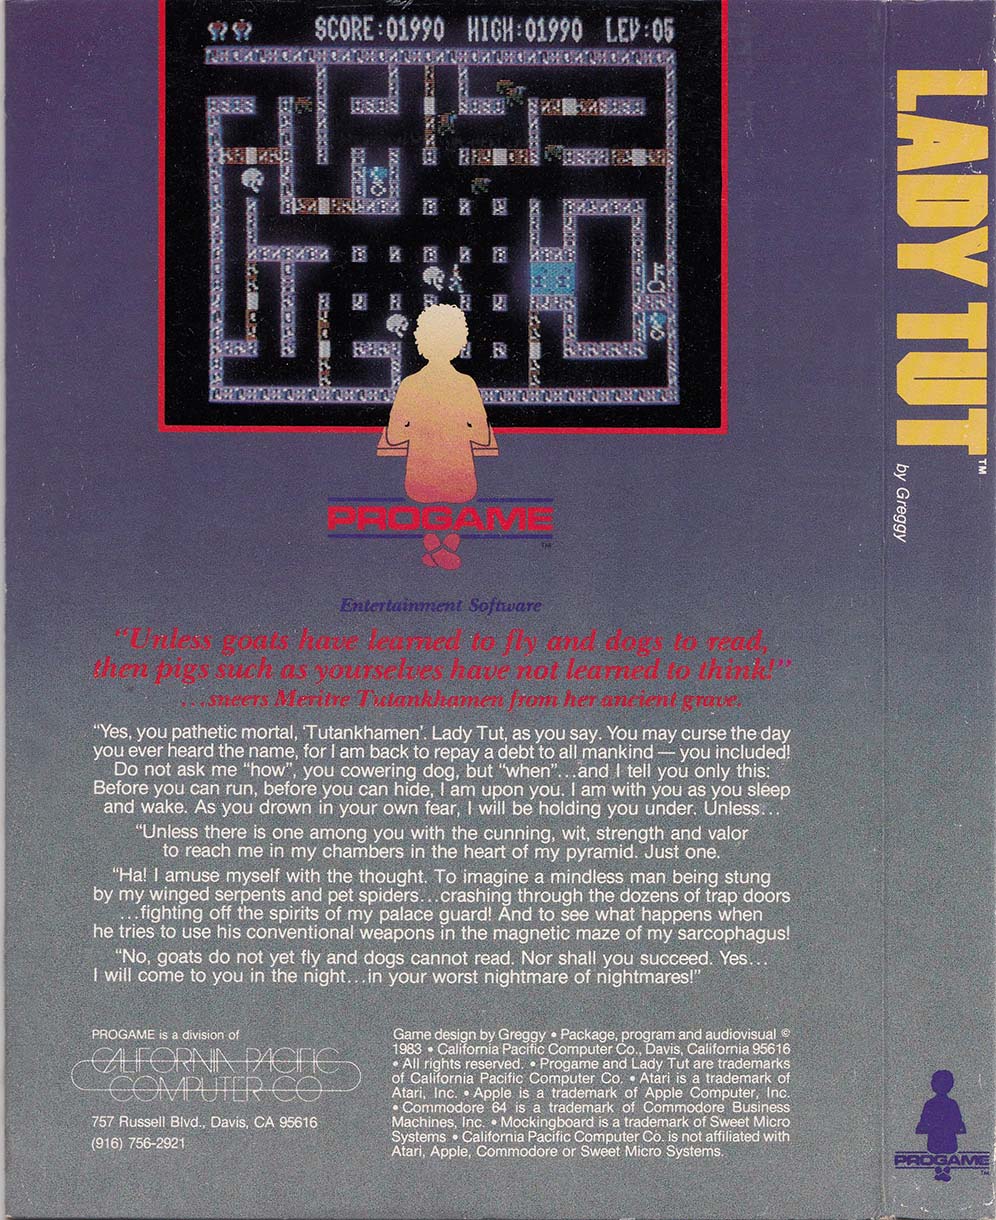 SCORE:01990 HIGH:01990 LEV:05
PROGAME
TM
Entertainment Software
“Unless goats have learned to fly and dogs to read,
then pigs such as yourselves have not learned to think!”
...sneers Meritre Tutankhamen from her ancient grave.
“Yes, you pathetic mortal, ‘Tutankhamen’. Lady Tut, as you say. You may curse the day
you ever heard the name, for I am back to repay a debt to all mankind — you included!
Do not ask me “how”, you cowering dog, but “when”...and I tell you only this:
Before you can run, before you can hide, I am upon you. I am with you as you sleep
and wake. As you drown in your own fear, I will be holding you under. Unless...
“Unless there is one among you with the cunning, wit, strength and valor
to reach me in my chambers in the heart of my pyramid. Just one.
“Ha! I amuse myself with the thought. To imagine a mindless man being stung
by my winged serpents and pet spiders...crashing through the dozens of trap doors
...fighting off the spirits of my palace guard! And to see what happens when
he tries to use his conventional weapons in the magnetic maze of my sarcophagus!
“No, goats do not yet fly and dogs cannot read. Nor shall you succeed. Yes...
I will come to you in the night...in your worst nightmare of nightmares!”
PROGAME is a division of
CALIFORNIA PACIFIC
COMPUTER CO
757 Russell Blvd., Davis, CA 95616
(916) 756-2921
Game design by Greggy • Package, program and audiovisual ©
1983 • California Pacific Computer Co., Davis, California 95616
• All rights reserved. • Progame and Lady Tut are trademarks
of California Pacific Computer Co. • Atari is a trademark of
Atari, Inc. • Apple is a trademark of Apple Computer, Inc.
• Commodore 64 is a trademark of Commodore Business
Machines, Inc. • Mockingboard is a trademark of Sweet Micro
Systems • California Pacific Computer Co. is not affiliated with
Atari, Apple, Commodore or Sweet Micro Systems.
LADY TUT™
by Greggy
PROGAME
TM